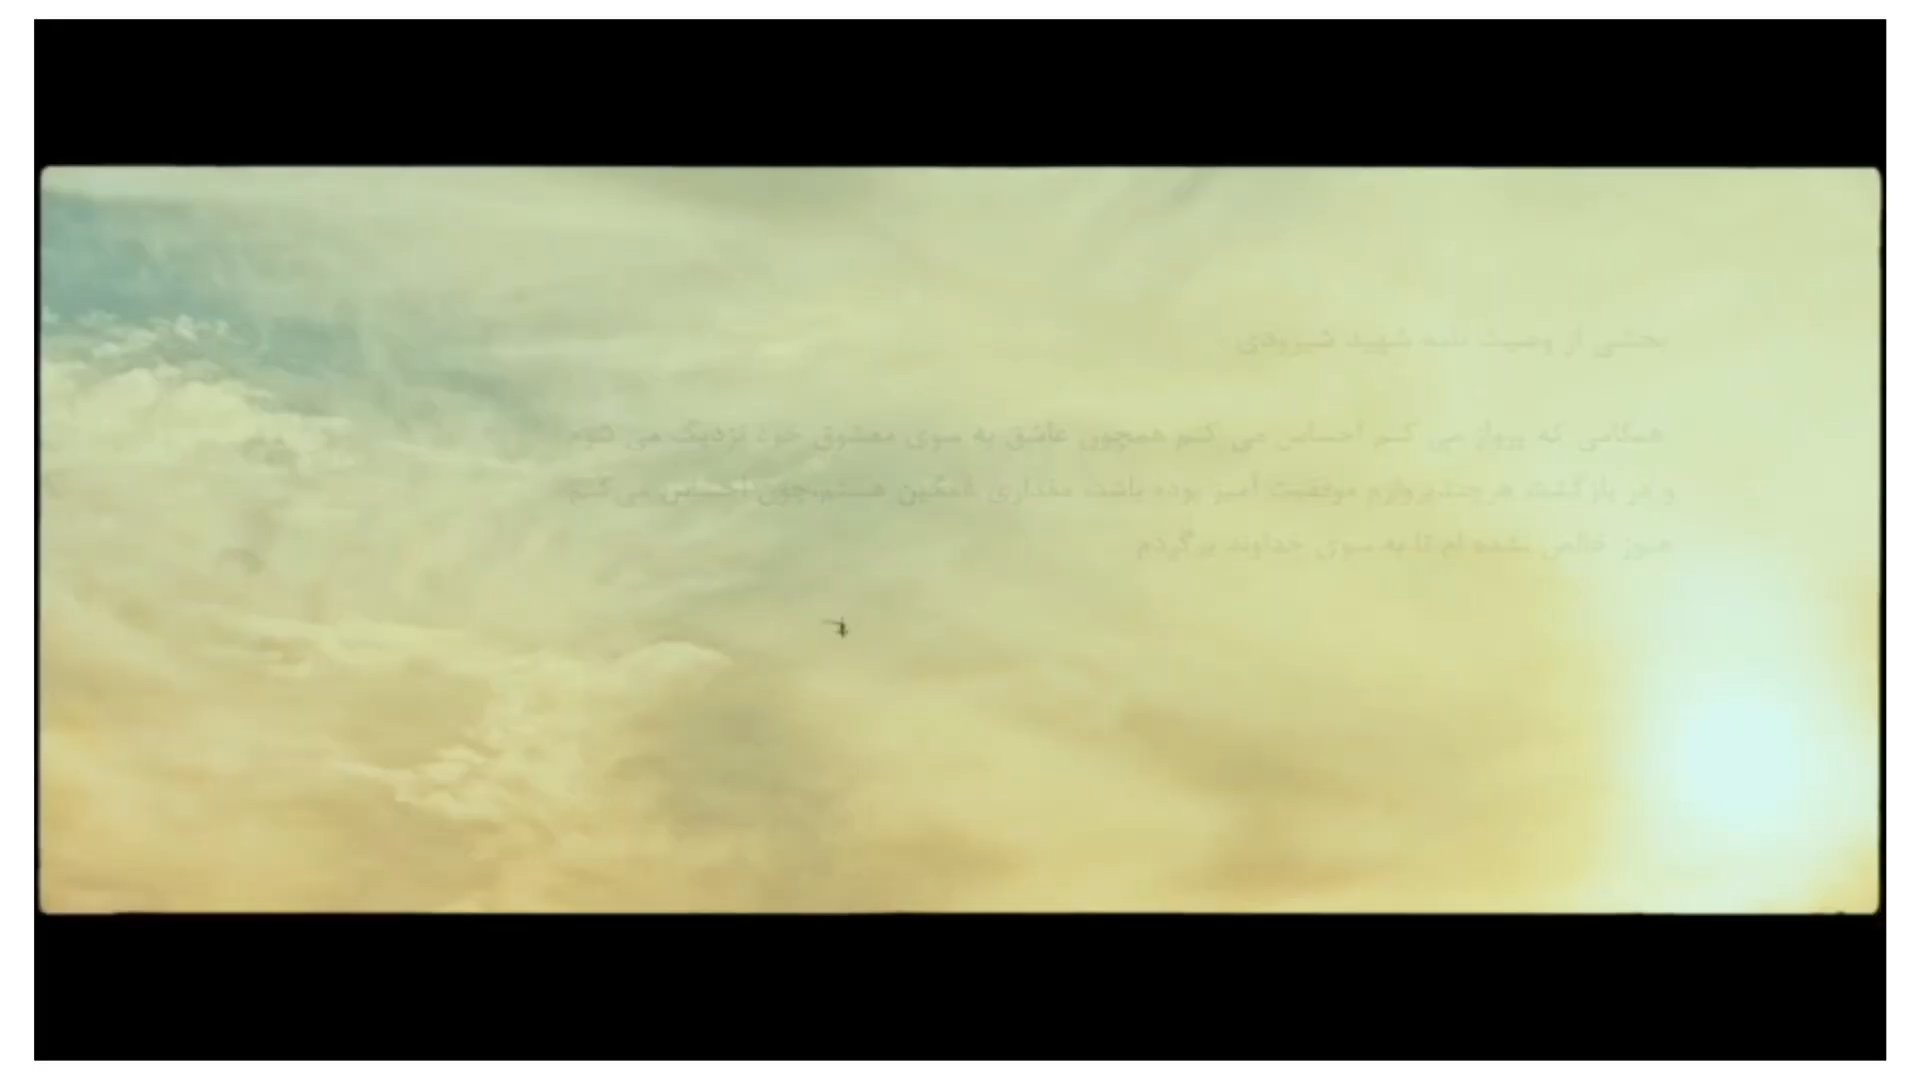 بخشی از وصیت نامه شهید شیرودی
هنگامی که پرواز می کنم احساس می کنم همچون عاشق به سوی معشوق خود نزدیک می شوم
و در بازگشت هرچند پروازم موفقیت آمیز بوده باشد، مقداری غمگین هستم، چون احساس می کنم
هنوز خالص نشده ام تا به سوی خداوند برگردم